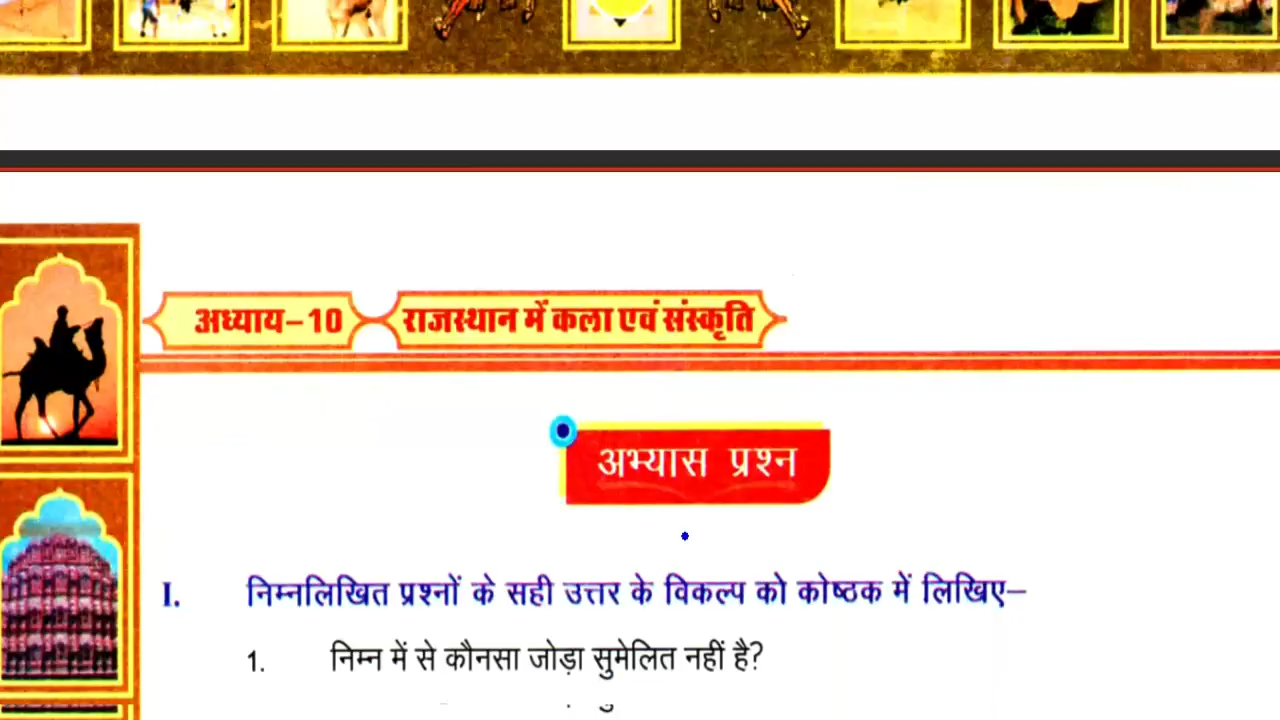 अध्याय–10 राजस्थान में कला एवं संस्कृति
अभ्यास प्रश्न
I. निम्नलिखित प्रश्नों के सही उत्तर के विकल्प को कोष्ठक में लिखिए–
1. निम्न में से कौनसा जोड़ा सुमेलित नहीं है?